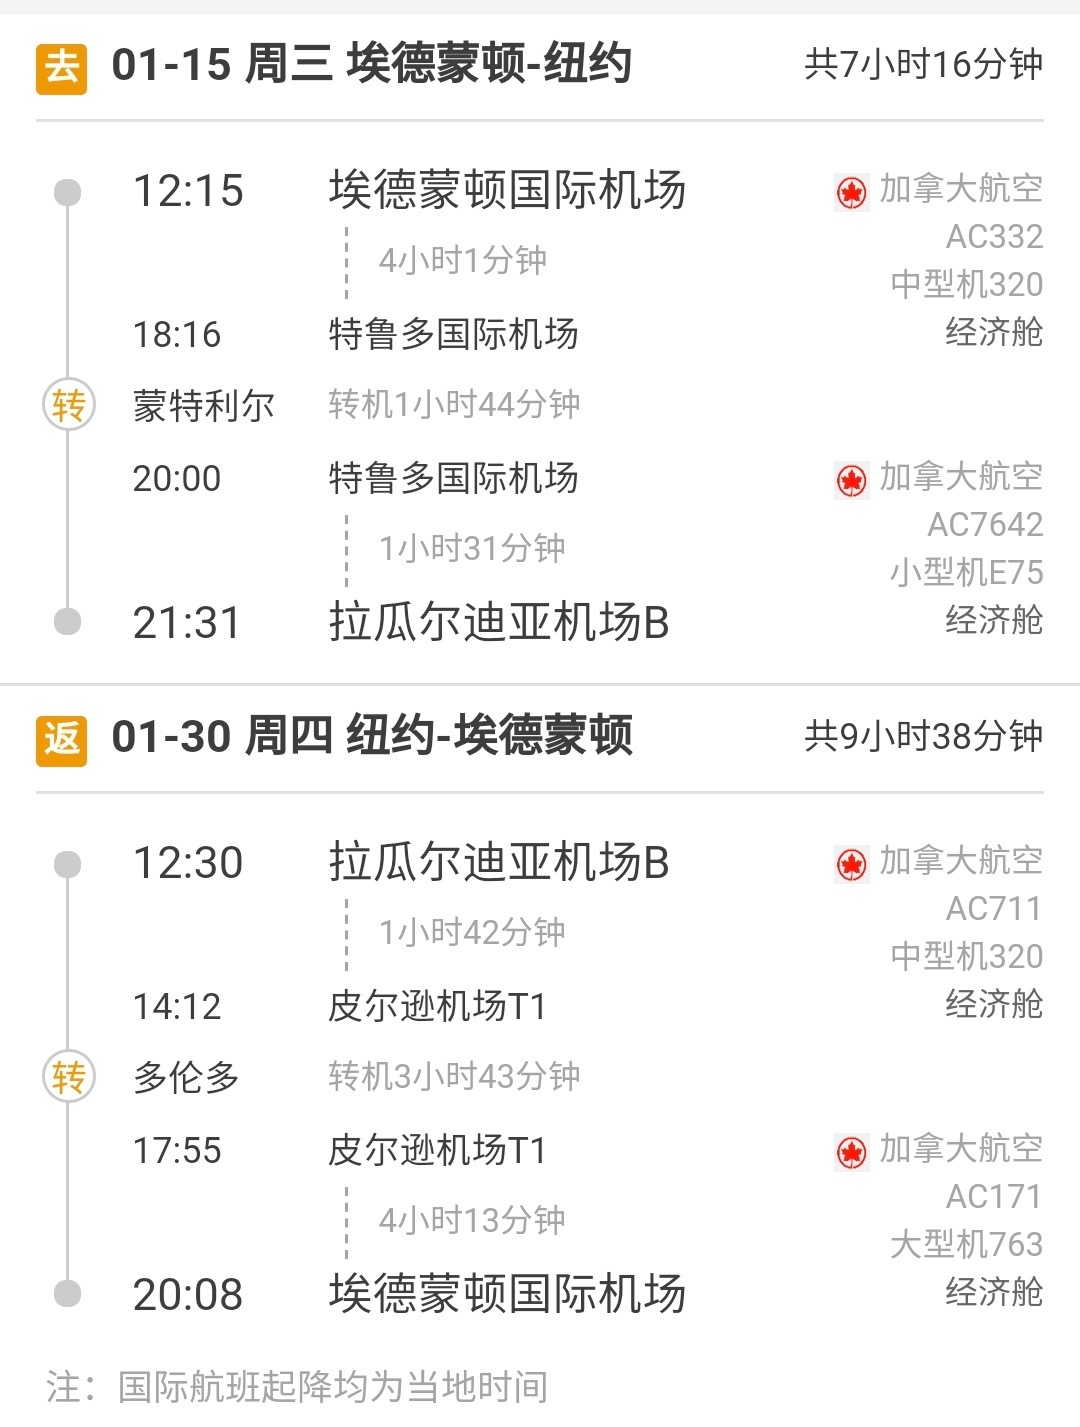 去 01-15 周三 埃德蒙顿-纽约 共7小时16分钟
12:15 埃德蒙顿国际机场 加拿大航空
AC332
4小时1分钟
中型机320
18:16 特鲁多国际机场 经济舱
转 蒙特利尔 转机1小时44分钟
20:00 特鲁多国际机场 加拿大航空
AC7642
1小时31分钟
小型机E75
21:31 拉瓜尔迪亚机场B 经济舱
返 01-30 周四 纽约-埃德蒙顿 共9小时38分钟
12:30 拉瓜尔迪亚机场B 加拿大航空
AC711
1小时42分钟
中型机320
14:12 皮尔逊机场T1 经济舱
转 多伦多 转机3小时43分钟
17:55 皮尔逊机场T1 加拿大航空
AC171
4小时13分钟
大型机763
20:08 埃德蒙顿国际机场 经济舱
注：国际航班起降均为当地时间